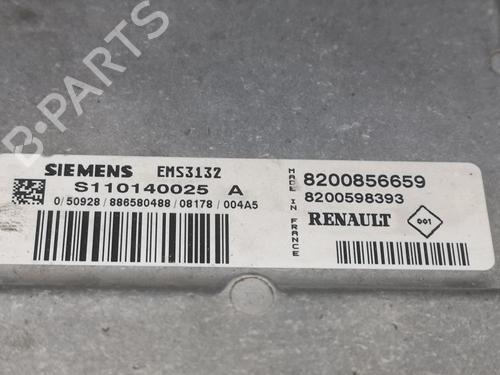 B-PARTS
SIEMENS EMS3132
S110140025 A
0/50928/886580488/08178/004A5
MADE IN FRANCE
8200856659
8200598393
RENAULT
001